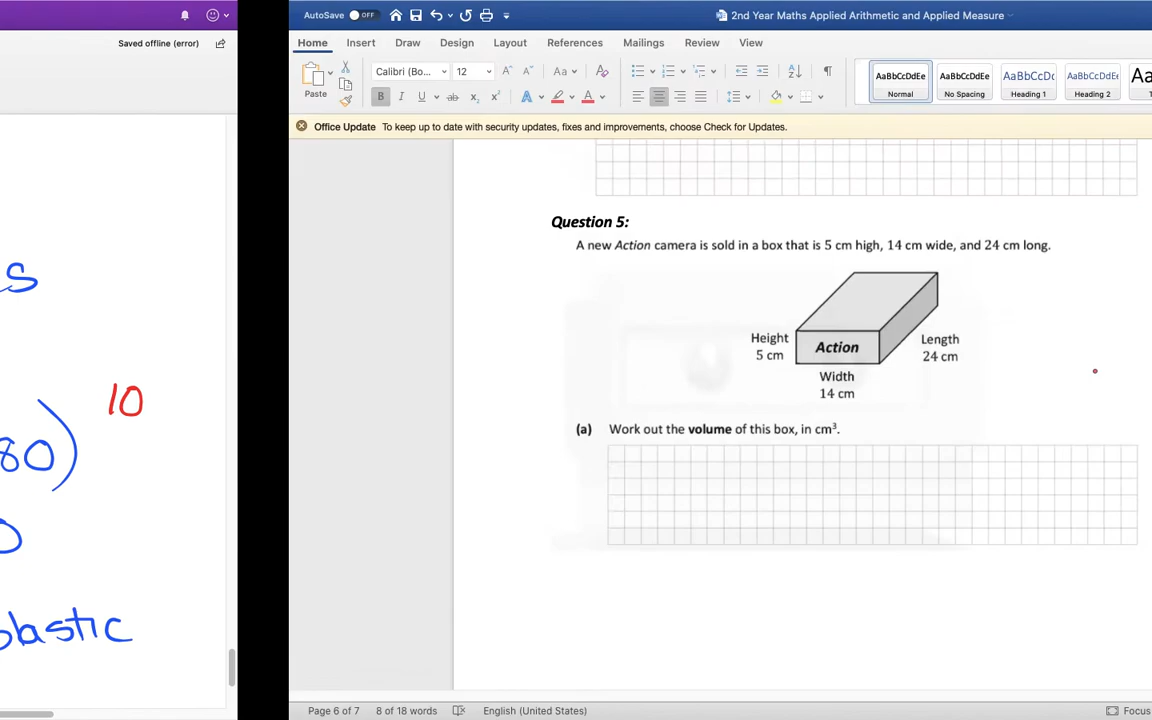 Saved offline (error)
s
10
80)
plastic
AutoSave OFF
2nd Year Maths Applied Arithmetic and Applied Measure
Home Insert Draw Design Layout References Mailings Review View
Paste
Calibri (Bo... 12
AaBbCcDdEe AaBbCcDdEe AaBbCcDc AaBbCcDdEe
Normal No Spacing Heading 1 Heading 2
Office Update To keep up to date with security updates, fixes and improvements, choose Check for Updates.
Question 5:
A new Action camera is sold in a box that is 5 cm high, 14 cm wide, and 24 cm long.
Height
5 cm
Action
Length
24 cm
Width
14 cm
(a) Work out the volume of this box, in cm³.
Page 6 of 7 8 of 18 words English (United States) Focus